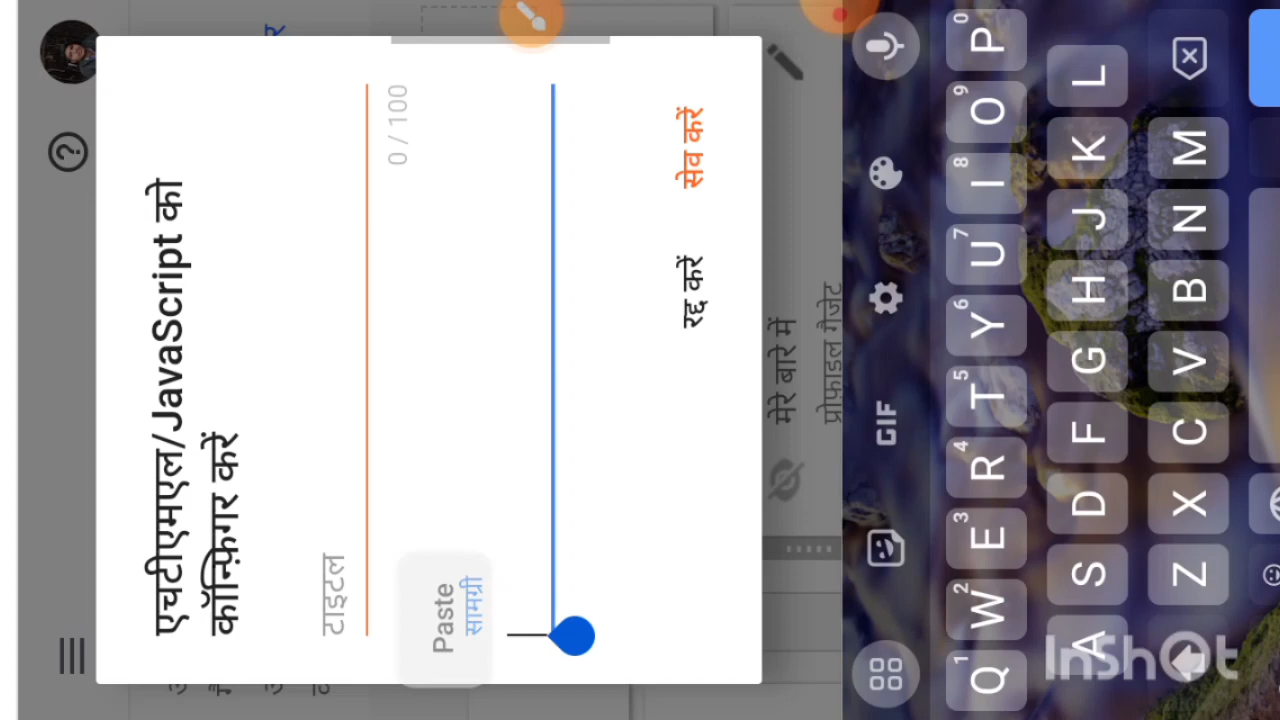 एचटीएमएल/JavaScript को
कॉन्फ़िगर करें
टाइटल
0 / 100
Paste
सामग्री
रद्द करें
सेव करें
मेरे बारे में
प्रोफ़ाइल गैजेट
GIF
1 2 3 4 5 6 7 8 9 0
Q W E R T Y U I O P
A S D F G H J K L
Z X C V B N M
InShOt